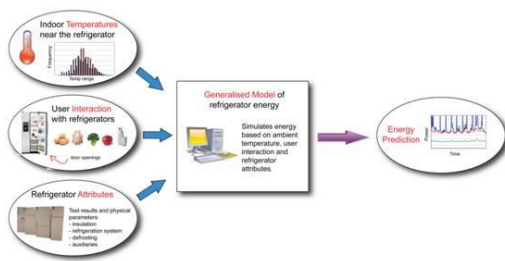 Indoor Temperatures
near the refrigerator
Frequency
Temp range
User Interaction
with refrigerators
door openings
Refrigerator Attributes
Test results and physical
parameters
- insulation
- refrigeration system
- defrosting
- auxiliaries
Generalised Model of
refrigerator energy
Simulates energy
based on ambient
temperature, user
interaction and
refrigerator
attributes.
Energy
Prediction
Power
Time